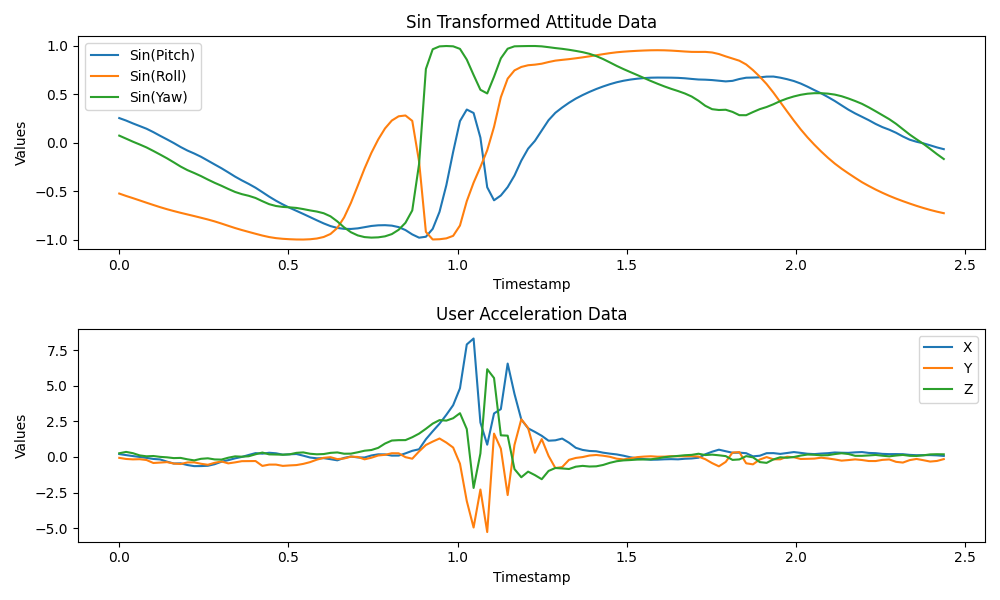 Sin Transformed Attitude Data
1.0
0.5
0.0
−0.5
−1.0
Values
Sin(Pitch)
Sin(Roll)
Sin(Yaw)
0.0 0.5 1.0 1.5 2.0 2.5
Timestamp
User Acceleration Data
7.5
5.0
2.5
0.0
−2.5
−5.0
Values
X
Y
Z
0.0 0.5 1.0 1.5 2.0 2.5
Timestamp